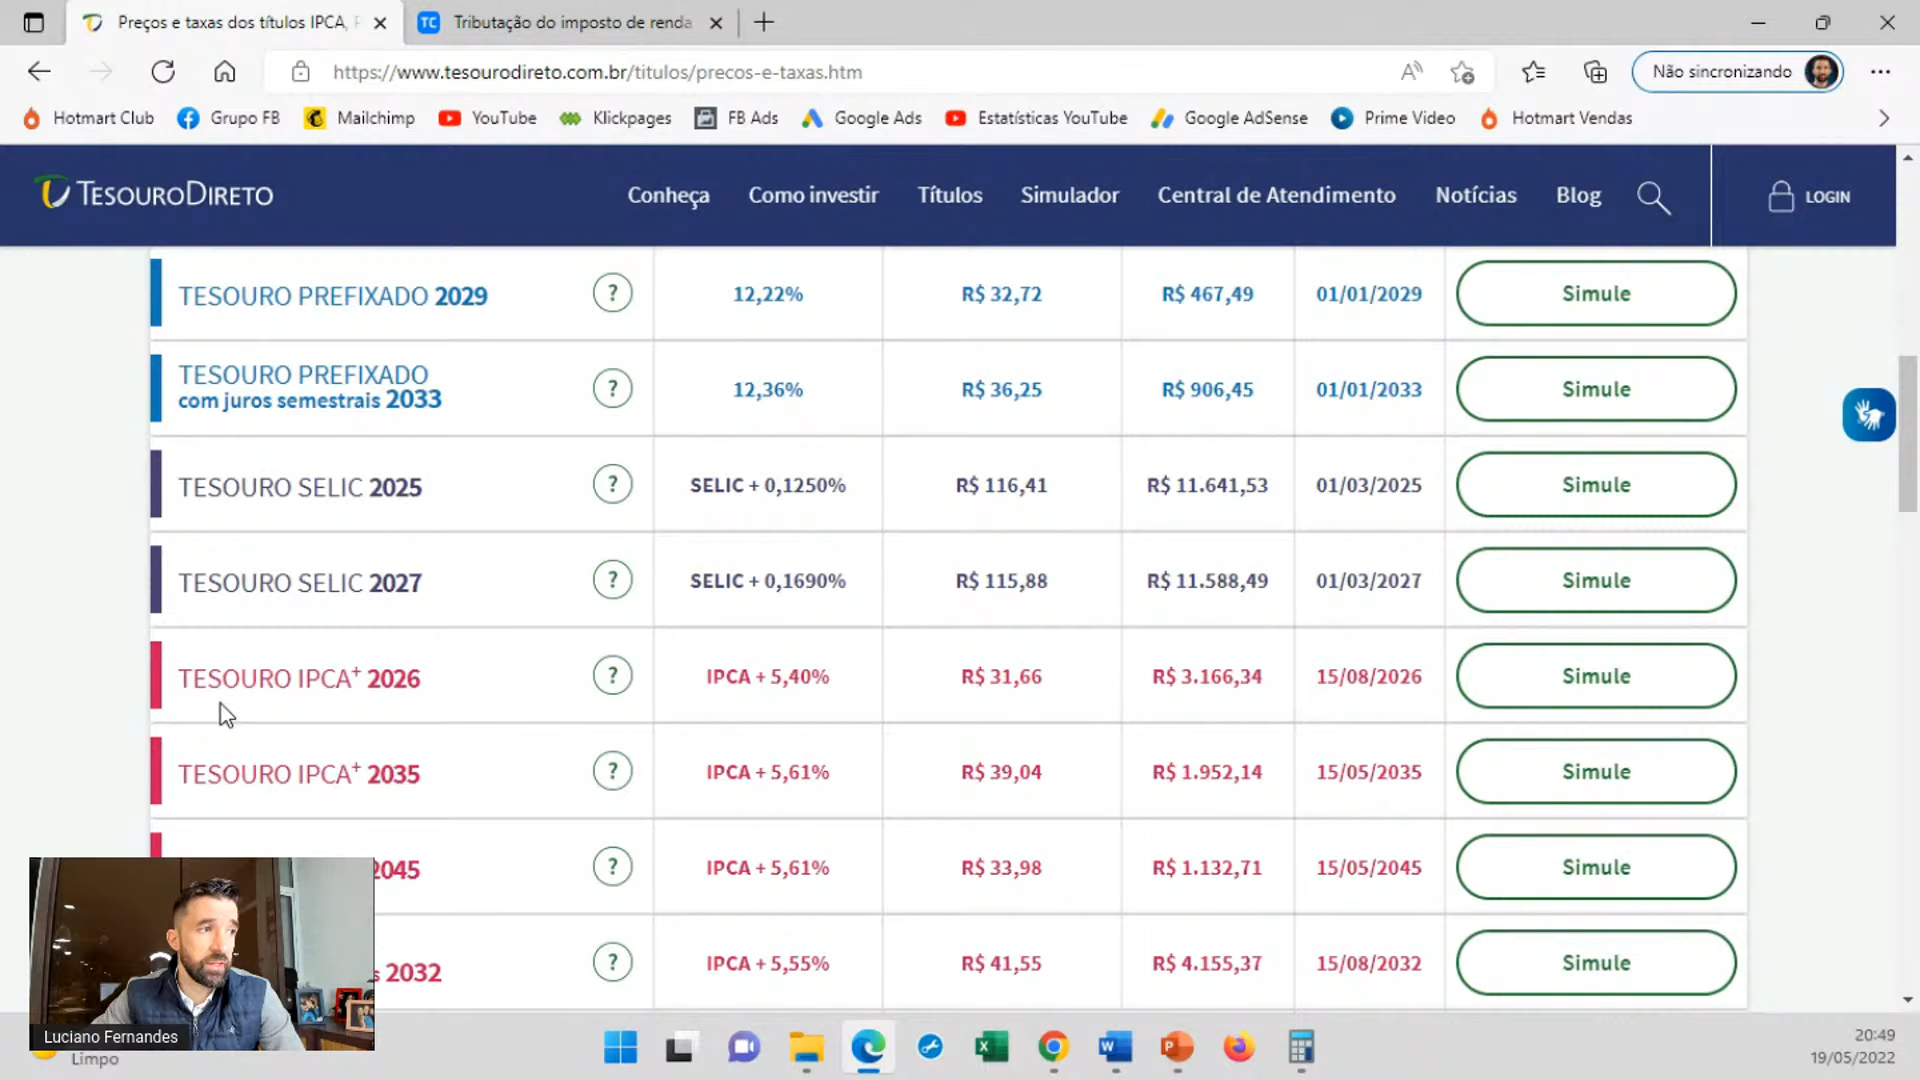 Preços e taxas dos títulos IPCA,
Tributação do imposto de renda
https://www.tesourodireto.com.br/titulos/precos-e-taxas.htm
Não sincronizando
Hotmart Club Grupo FB Mailchimp YouTube Klickpages FB Ads Google Ads Estatísticas YouTube Google AdSense Prime Video Hotmart Vendas
TESOURODIRETO Conheça Como investir Títulos Simulador Central de Atendimento Notícias Blog LOGIN
TESOURO PREFIXADO 2029 ? 12,22% R$ 32,72 R$ 467,49 01/01/2029 Simule
TESOURO PREFIXADO
com juros semestrais 2033 ? 12,36% R$ 36,25 R$ 906,45 01/01/2033 Simule
TESOURO SELIC 2025 ? SELIC + 0,1250% R$ 116,41 R$ 11.641,53 01/03/2025 Simule
TESOURO SELIC 2027 ? SELIC + 0,1690% R$ 115,88 R$ 11.588,49 01/03/2027 Simule
TESOURO IPCA+ 2026 ? IPCA + 5,40% R$ 31,66 R$ 3.166,34 15/08/2026 Simule
TESOURO IPCA+ 2035 ? IPCA + 5,61% R$ 39,04 R$ 1.952,14 15/05/2035 Simule
2045 ? IPCA + 5,61% R$ 33,98 R$ 1.132,71 15/05/2045 Simule
s 2032 ? IPCA + 5,55% R$ 41,55 R$ 4.155,37 15/08/2032 Simule
Luciano Fernandes
Limpo
20:49
19/05/2022